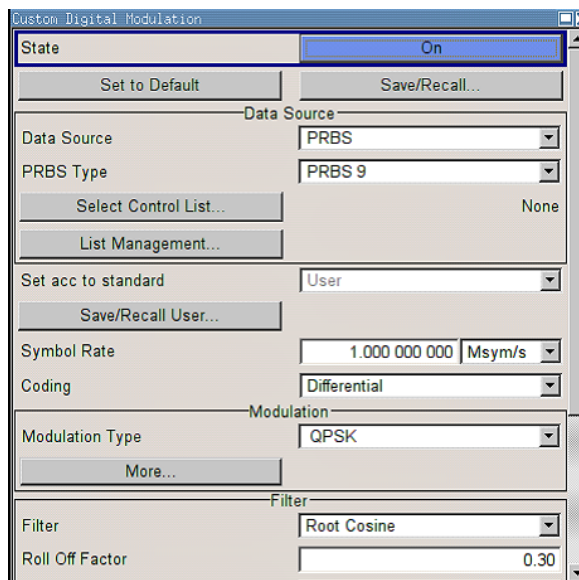 Custom Digital Modulation
State On
Set to Default Save/Recall...
Data Source
Data Source PRBS
PRBS Type PRBS 9
Select Control List... None
List Management...
Set acc to standard User
Save/Recall User...
Symbol Rate 1.000 000 000 Msym/s
Coding Differential
Modulation
Modulation Type QPSK
More...
Filter
Filter Root Cosine
Roll Off Factor 0.30